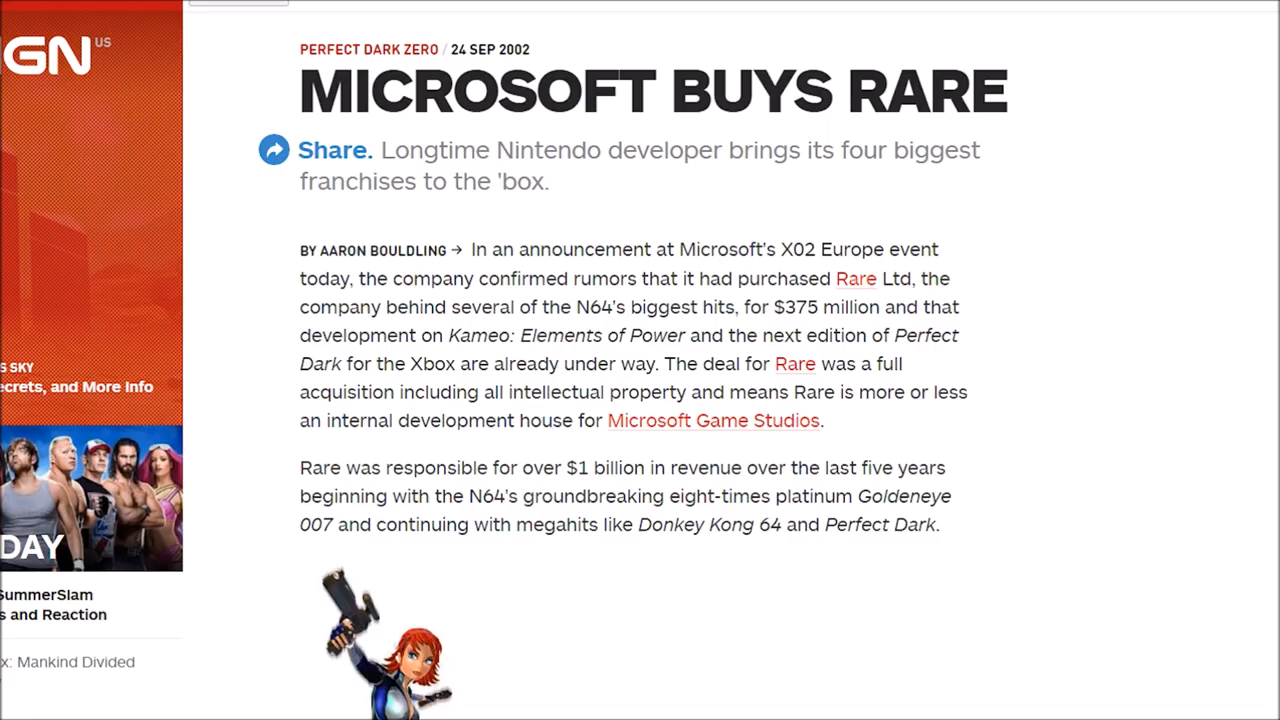 GN US
PERFECT DARK ZERO / 24 SEP 2002
MICROSOFT BUYS RARE
Share. Longtime Nintendo developer brings its four biggest
franchises to the 'box.
BY AARON BOULDLING → In an announcement at Microsoft's X02 Europe event
today, the company confirmed rumors that it had purchased Rare Ltd, the
company behind several of the N64's biggest hits, for $375 million and that
development on Kameo: Elements of Power and the next edition of Perfect
Dark for the Xbox are already under way. The deal for Rare was a full
acquisition including all intellectual property and means Rare is more or less
an internal development house for Microsoft Game Studios.
Rare was responsible for over $1 billion in revenue over the last five years
beginning with the N64's groundbreaking eight-times platinum Goldeneye
007 and continuing with megahits like Donkey Kong 64 and Perfect Dark.
S SKY
ecrets, and More Info
DAY
SummerSlam
s and Reaction
x: Mankind Divided